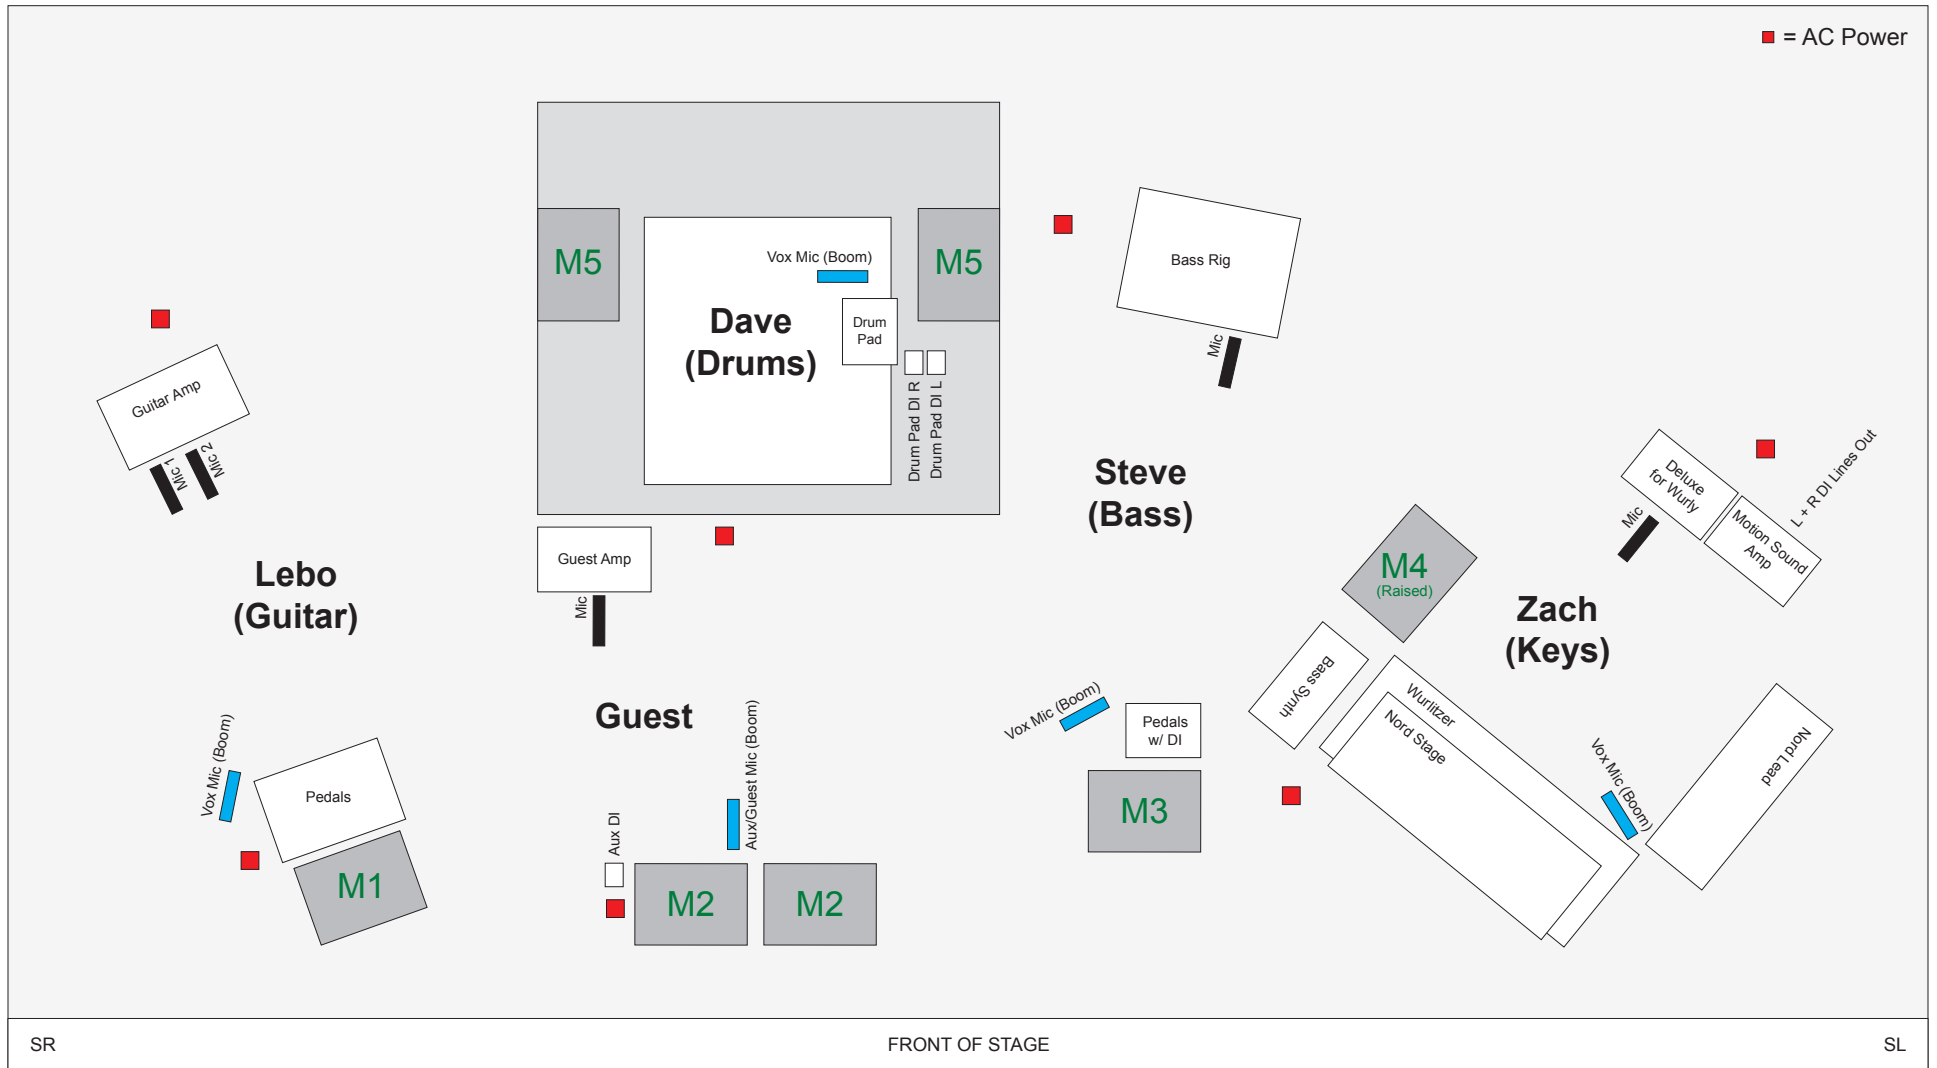 = AC Power
M5
Vox Mic (Boom)
M5
Dave
(Drums)
Drum
Pad
Drum Pad DI R
Drum Pad DI L
Bass Rig
Mic
Guitar Amp
Mic 1
Mic 2
Steve
(Bass)
Deluxe
for Wurly
Mic
Motion Sound
Amp
L + R DI Lines Out
Guest Amp
Mic
Lebo
(Guitar)
M4
(Raised)
Zach
(Keys)
Guest
Bass Synth
Wurlitzer
Nord Stage
Vox Mic (Boom)
Nord Lead
Vox Mic (Boom)
Pedals
w/ DI
M3
Vox Mic (Boom)
Pedals
M1
Aux DI
Aux/Guest Mic (Boom)
M2
M2
SR
FRONT OF STAGE
SL